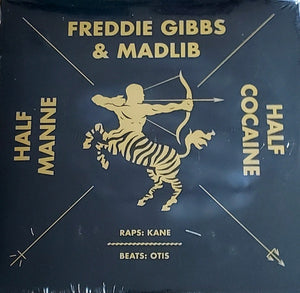 FREDDIE GIBBS
& MADLIB
HALF
MANNE
HALF
COCAINE
RAPS: KANE
BEATS: OTIS